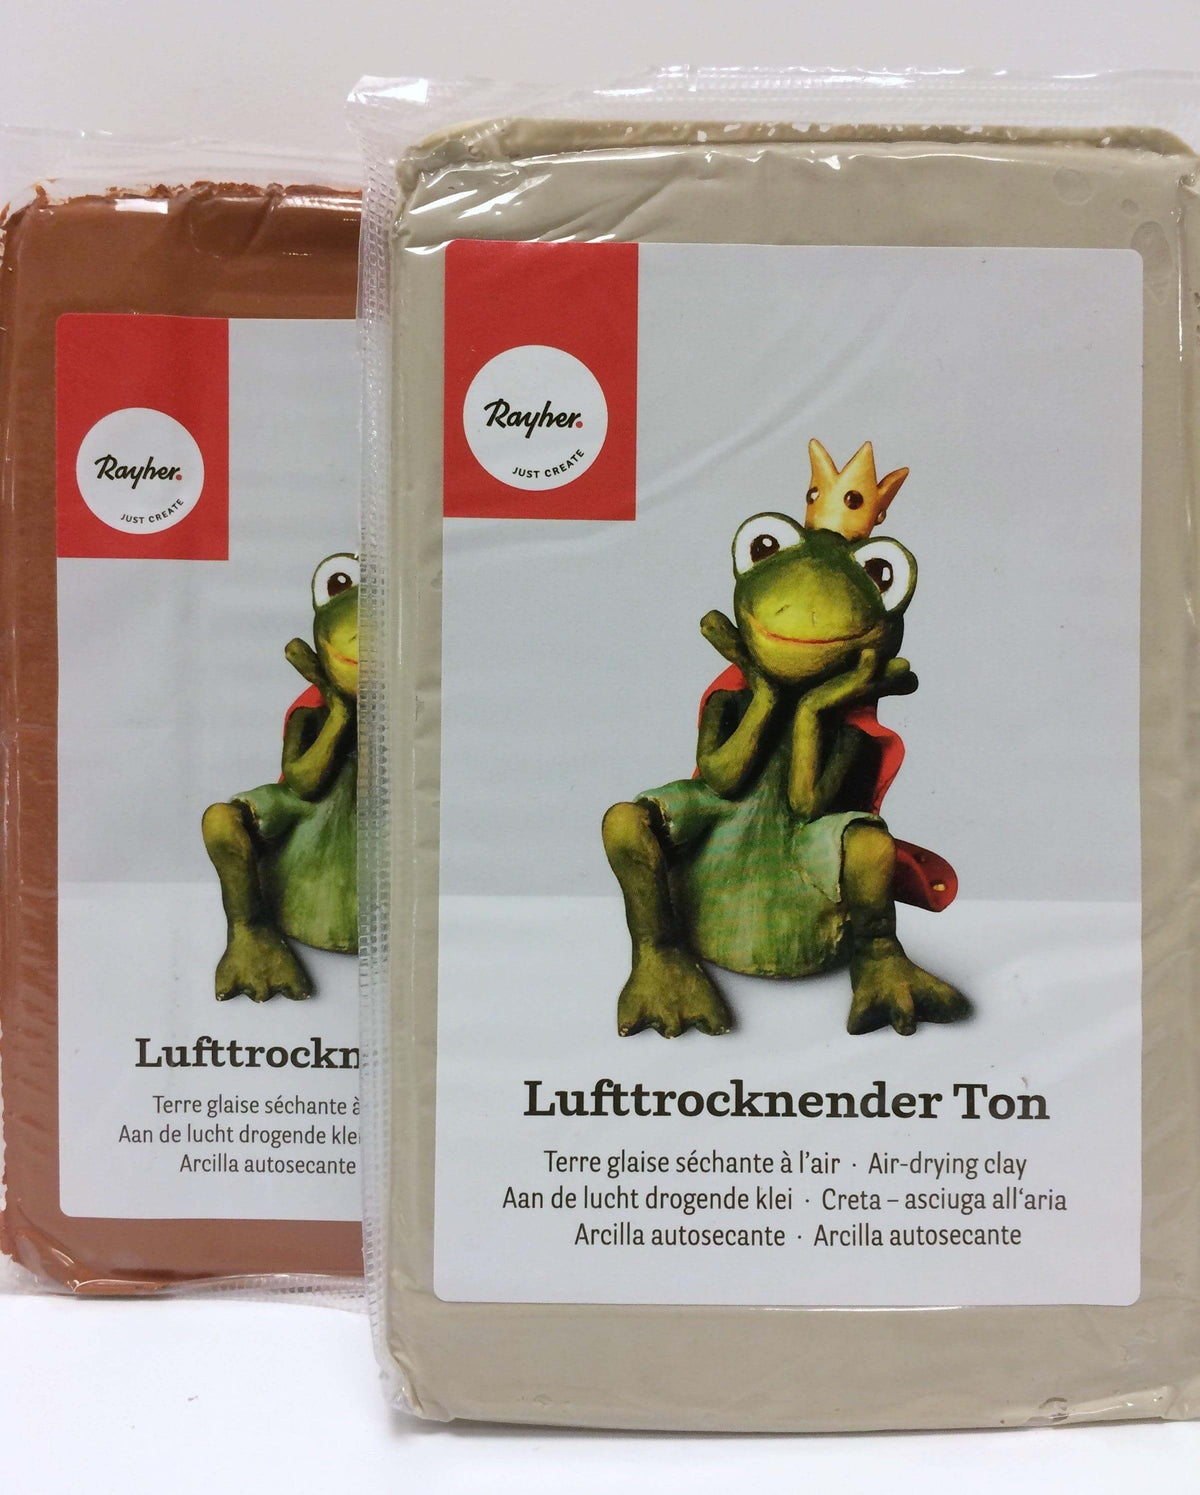 Rayher.
JUST CREATE
Lufttrockn
Terre glaise séchante à
Aan de lucht drogende klei
Arcilla autosecante
Rayher.
JUST CREATE
Lufttrocknender Ton
Terre glaise séchante à l’air · Air-drying clay
Aan de lucht drogende klei · Creta – asciuga all‘aria
Arcilla autosecante · Arcilla autosecante